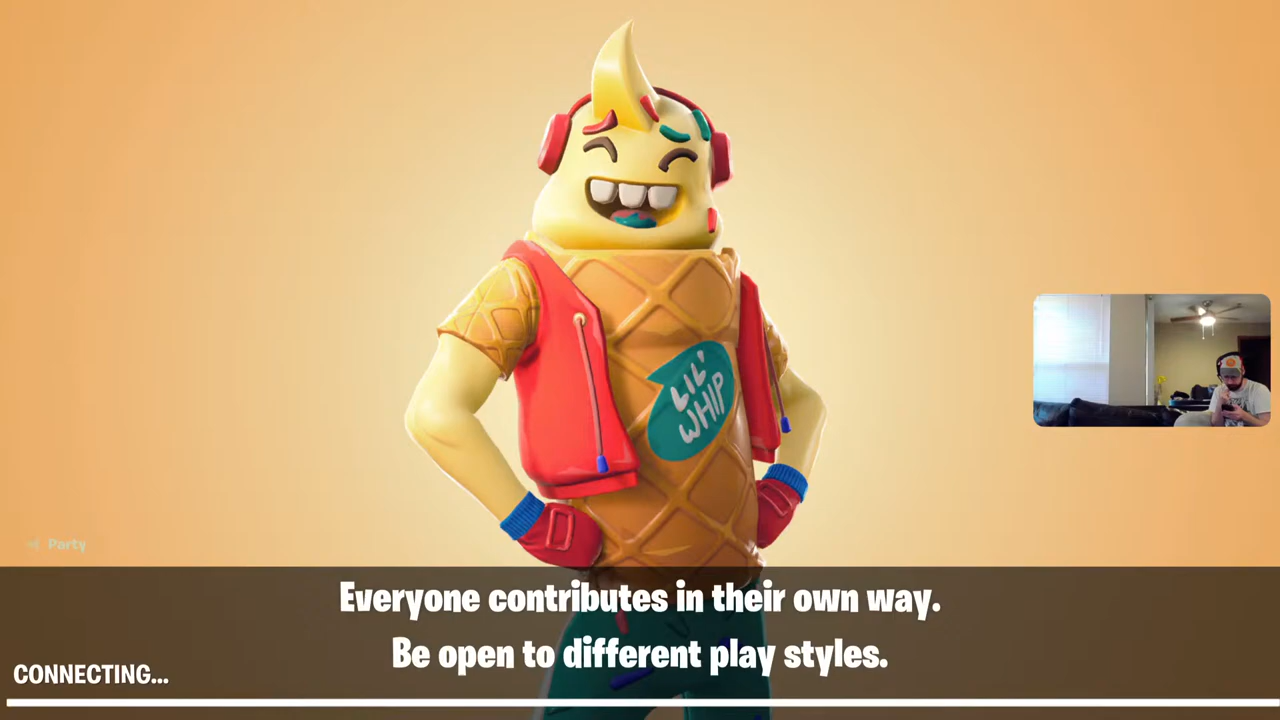 LIL'
WHIP
Party
Everyone contributes in their own way.
Be open to different play styles.
CONNECTING...